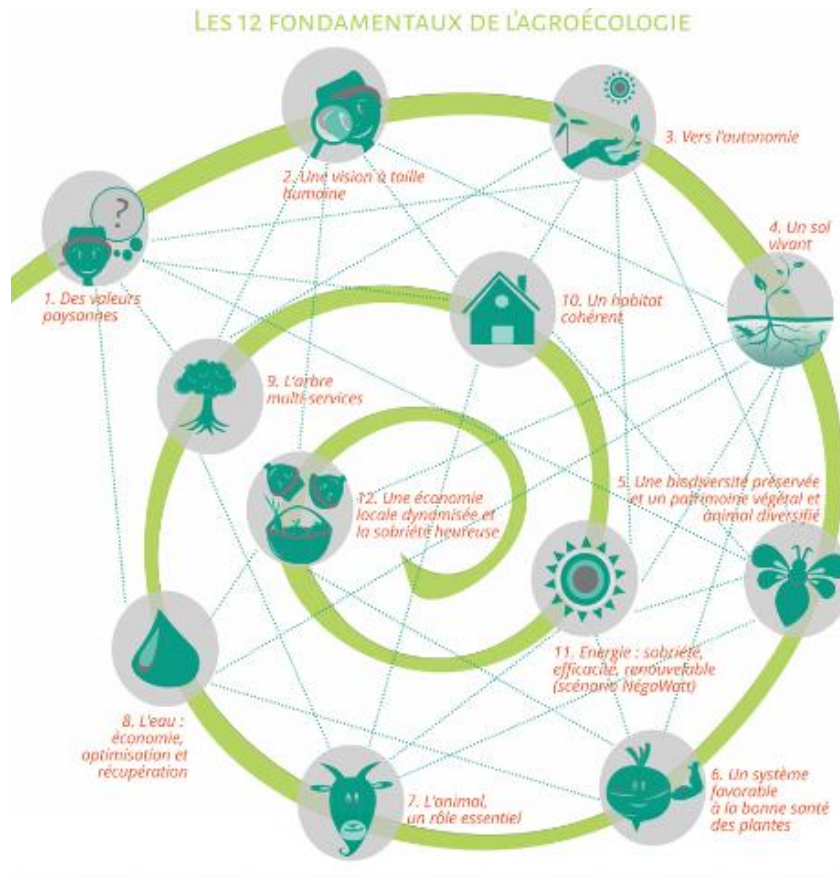 LES 12 FONDAMENTAUX DE L'AGROÉCOLOGIE
?
1. Des valeurs
paysannes
2. Une vision à taille
humaine
3. Vers l'autonomie
4. Un sol
vivant
5. Une biodiversité préservée
et un patrimoine végétal et
animal diversifié
6. Un système
favorable
à la bonne santé
des plantes
7. L'animal,
un rôle essentiel
8. L'eau :
économie,
optimisation et
récupération
9. L'arbre
multi-services
10. Un habitat
cohérent
11. Energie : sobriété,
efficacité, renouvelable
(scénario NégaWatt)
12. Une économie
locale dynamisée et
la sobriété heureuse